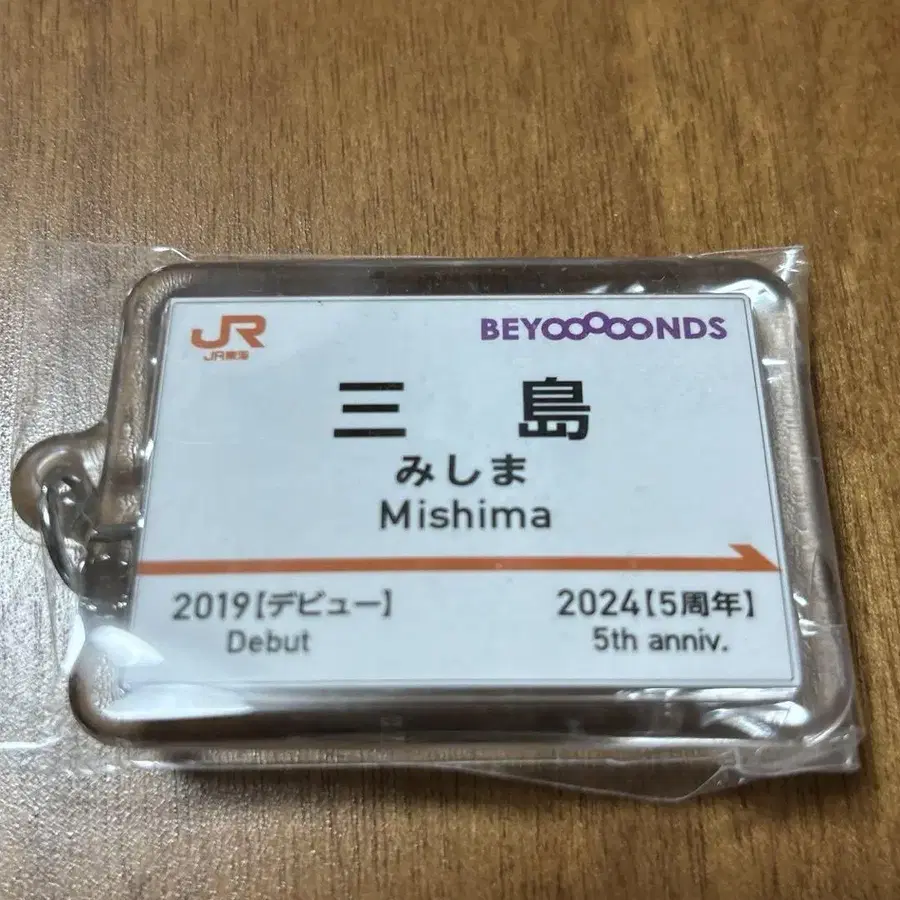 JR
JR東海
BEYOOOOONDS
三島
みしま
Mishima
2019【デビュー】
Debut
2024【5周年】
5th anniv.